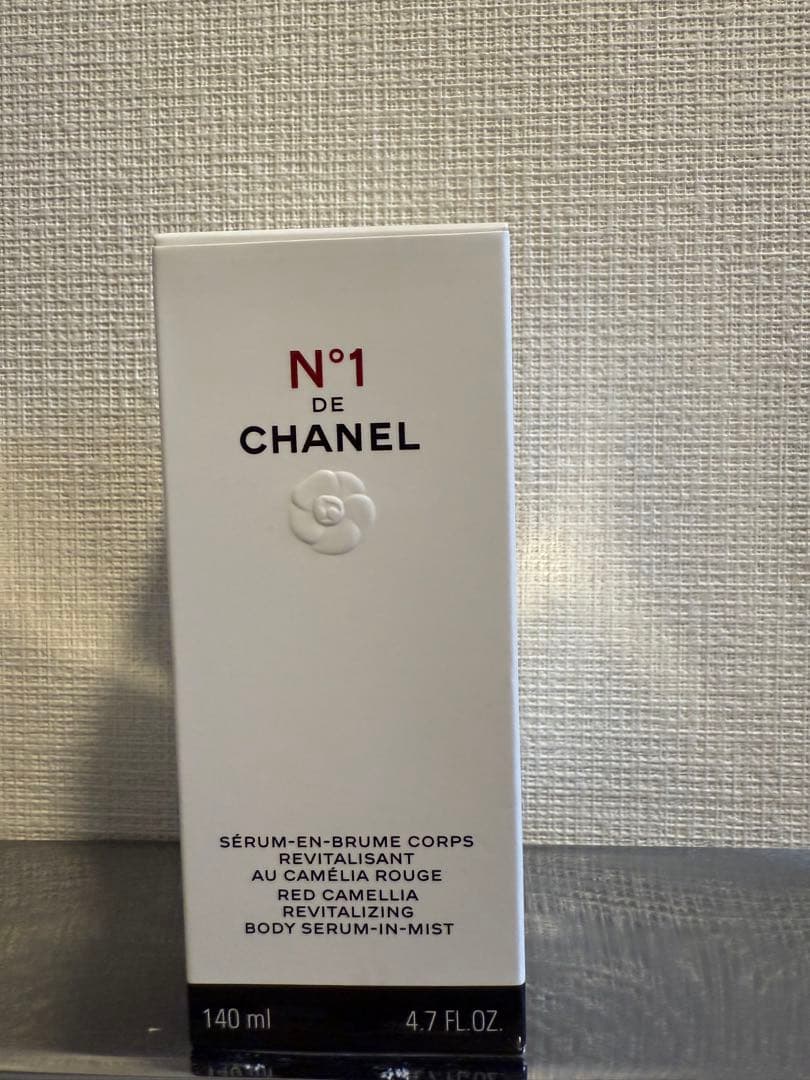 N°1
DE
CHANEL
SÉRUM-EN-BRUME CORPS
REVITALISANT
AU CAMÉLIA ROUGE
RED CAMELLIA
REVITALIZING
BODY SERUM-IN-MIST
140 ml 4.7 FL.OZ.